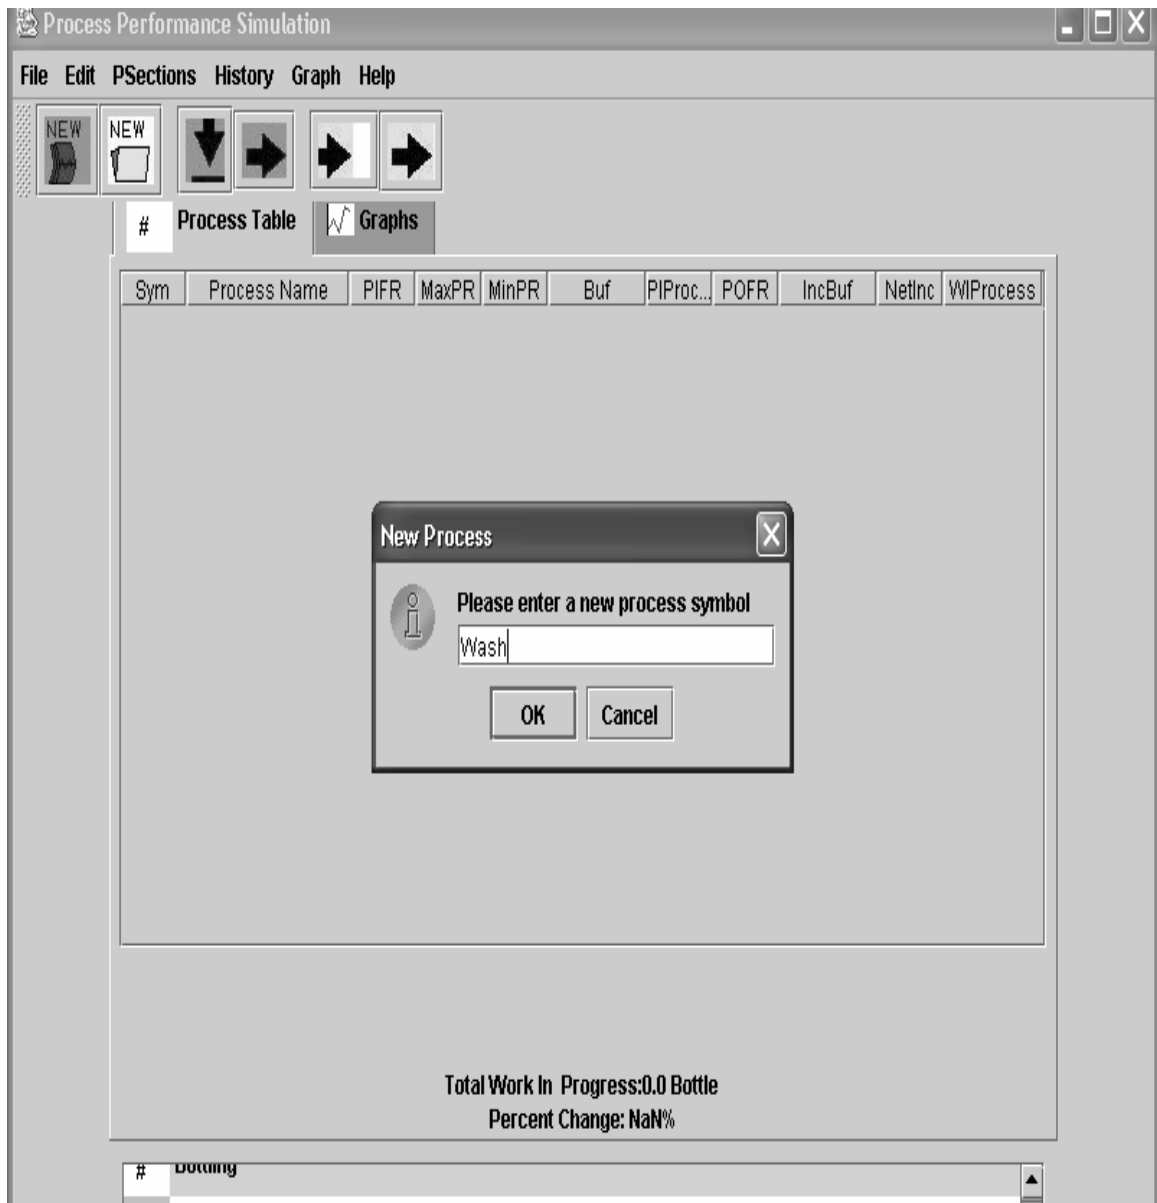 Process Performance Simulation
File Edit PSections History Graph Help
NEW NEW
# Process Table Graphs
Sym Process Name PIFR MaxPR MinPR Buf PIProc... POFR IncBuf NetInc WIProcess
New Process
Please enter a new process symbol
Wash
OK Cancel
Total Work In Progress:0.0 Bottle
Percent Change: NaN%
# Bottling